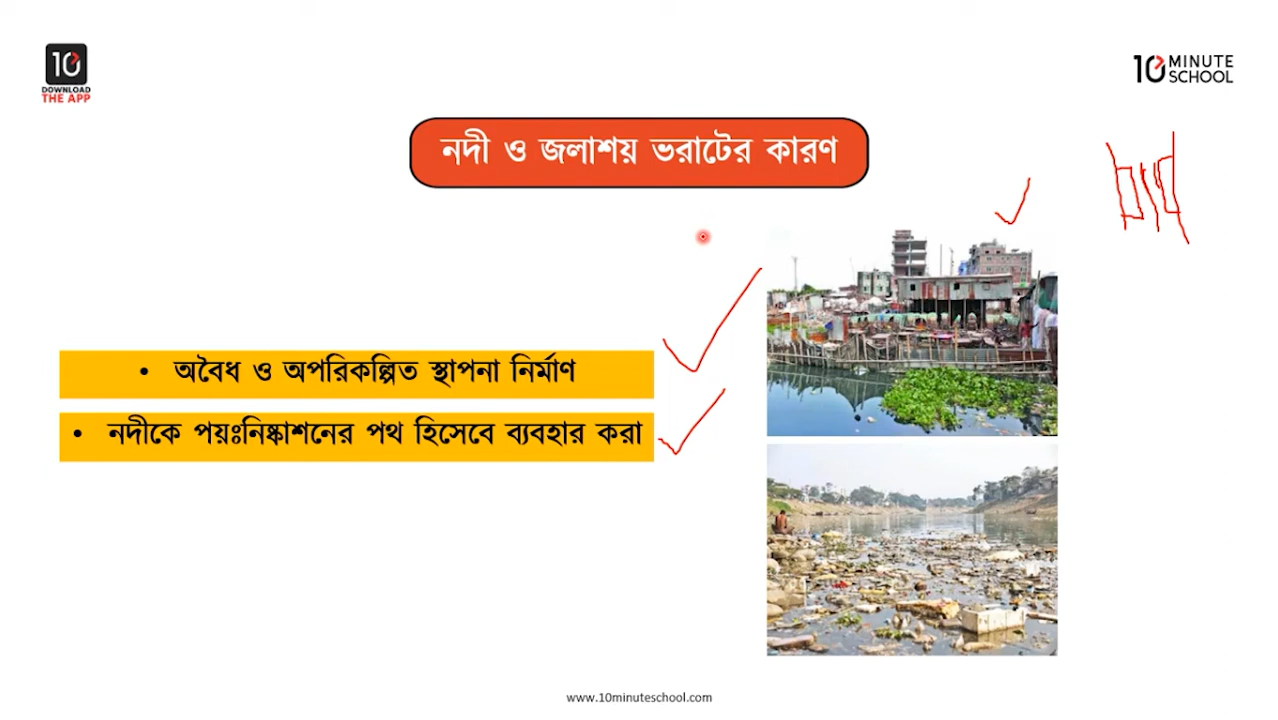 10
DOWNLOAD
THE APP
10 MINUTE
SCHOOL
নদী ও জলাশয় ভরাটের কারণ
• অবৈধ ও অপরিকল্পিত স্থাপনা নির্মাণ
• নদীকে পয়ঃনিষ্কাশনের পথ হিসেবে ব্যবহার করা
www.10minuteschool.com